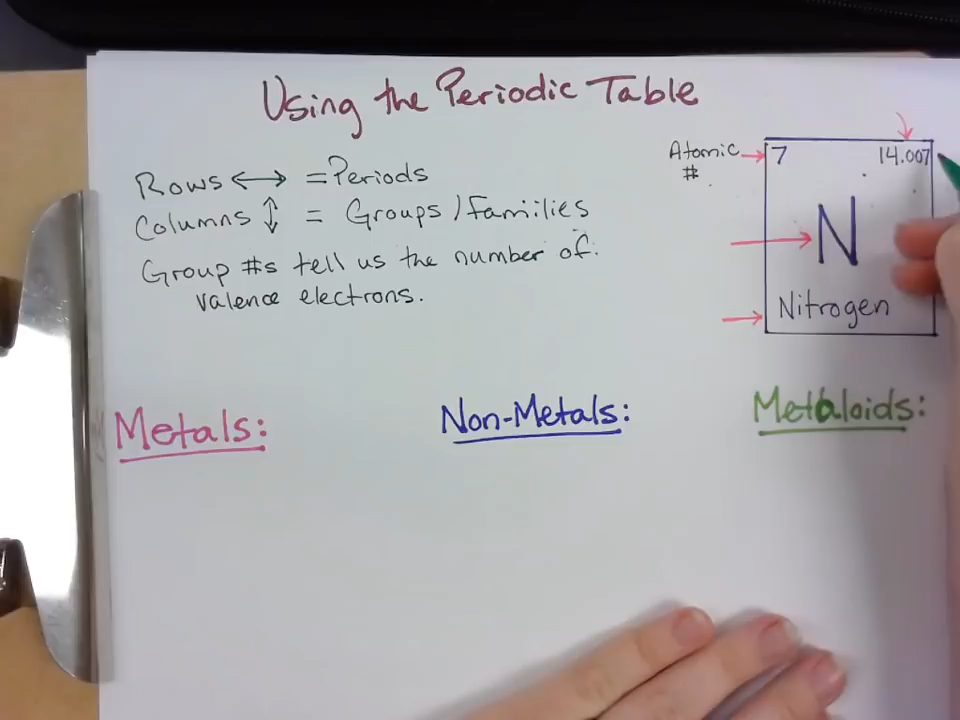 Using the Periodic Table
Rows ↔ = Periods
Columns ↕ = Groups/Families
Group #s tell us the number of
valence electrons.
Atomic
#
7
14.007
N
Nitrogen
Metals:
Non-Metals:
Metaloids: